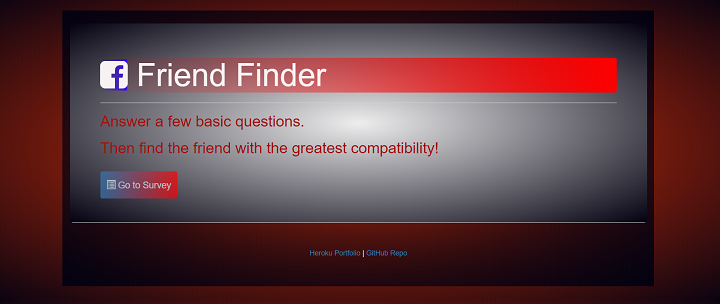 Friend Finder
Answer a few basic questions.
Then find the friend with the greatest compatibility!
Go to Survey
Heroku Portfolio | GitHub Repo